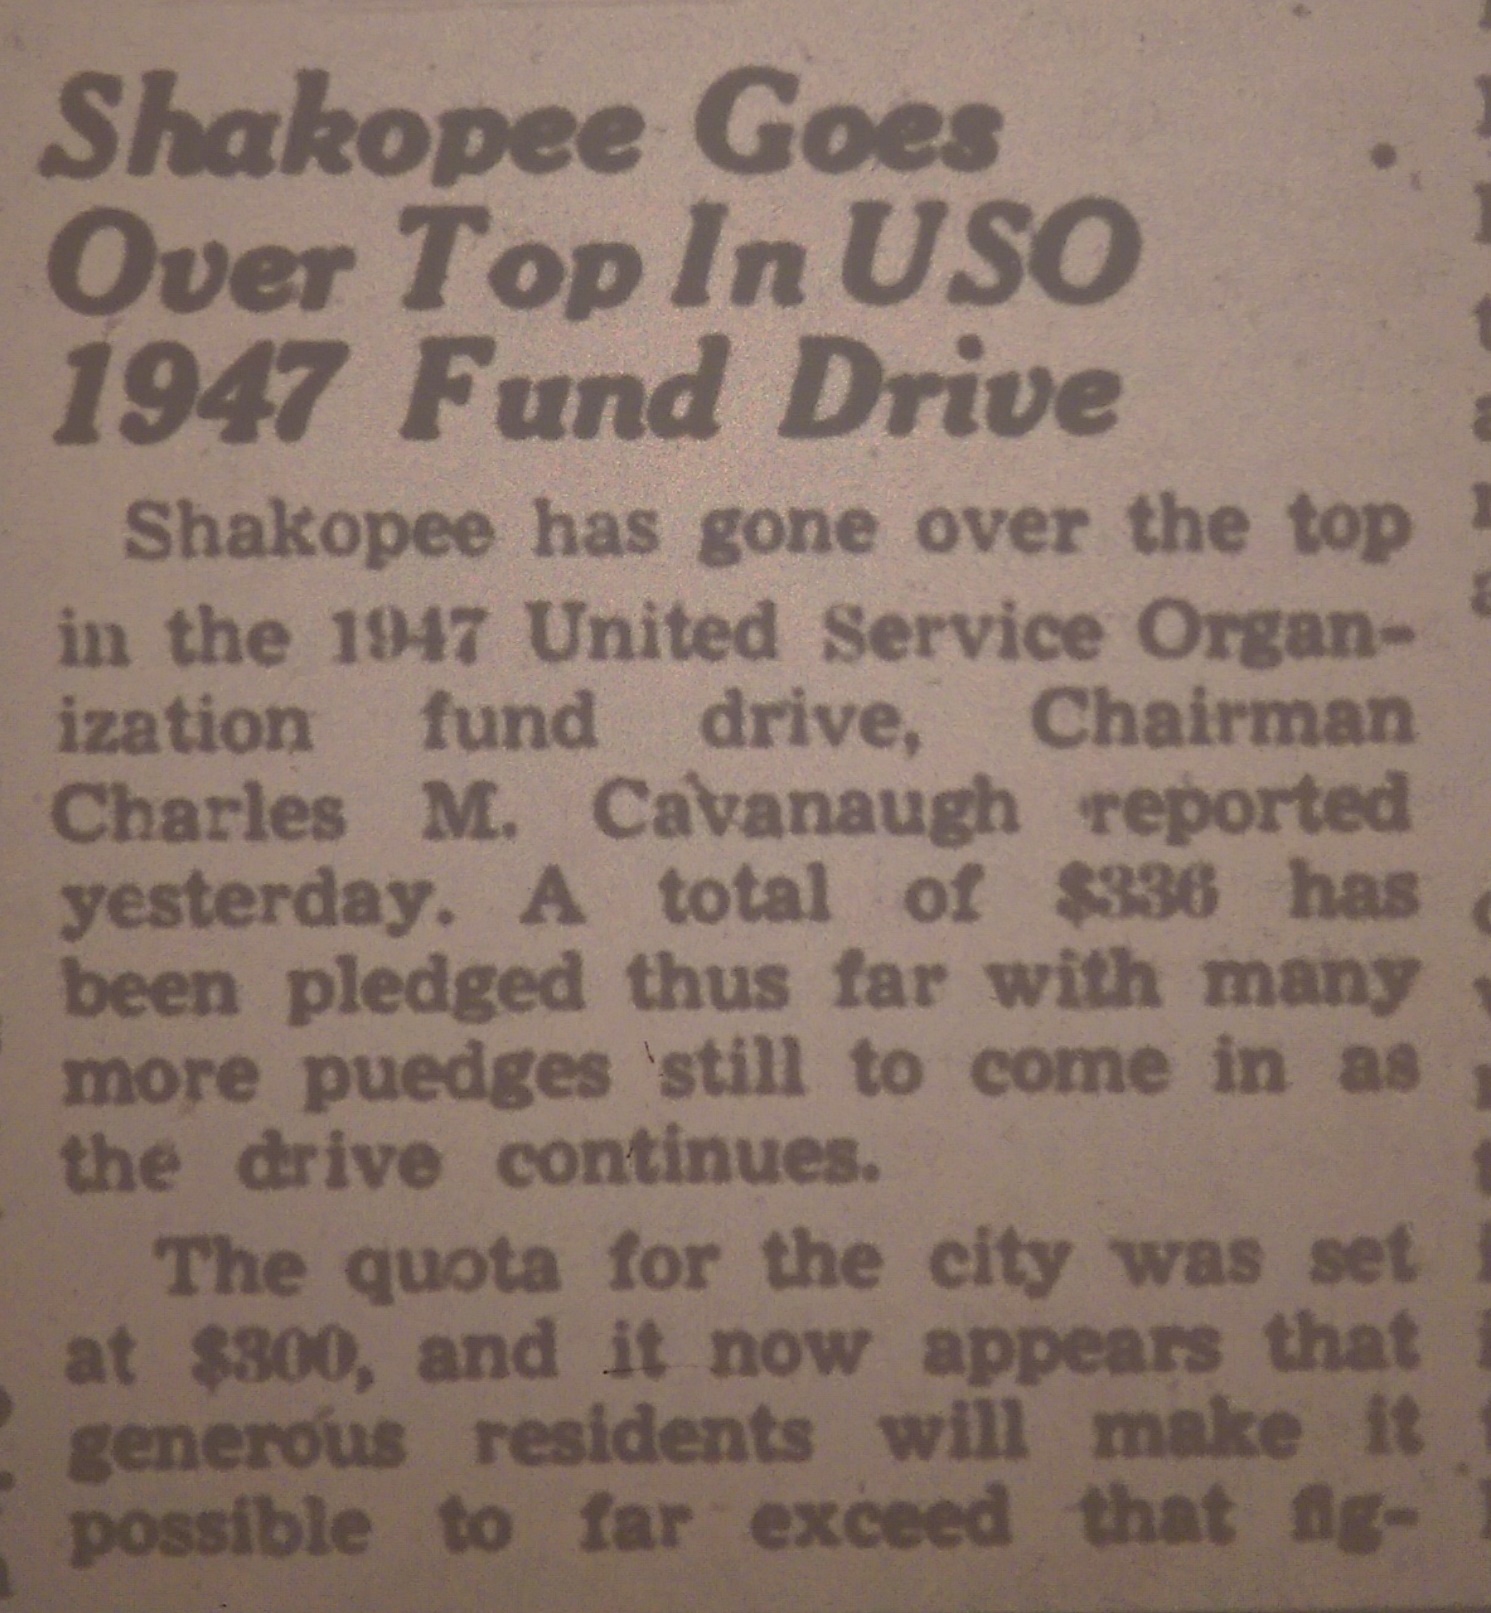 Shakopee Goes
Over Top In USO
1947 Fund Drive
Shakopee has gone over the top
in the 1947 United Service Organ-
ization fund drive, Chairman
Charles M. Cavanaugh reported
yesterday. A total of $336 has
been pledged thus far with many
more puedges still to come in as
the drive continues.
The quota for the city was set
at $300, and it now appears that
generous residents will make it
possible to far exceed that fig-